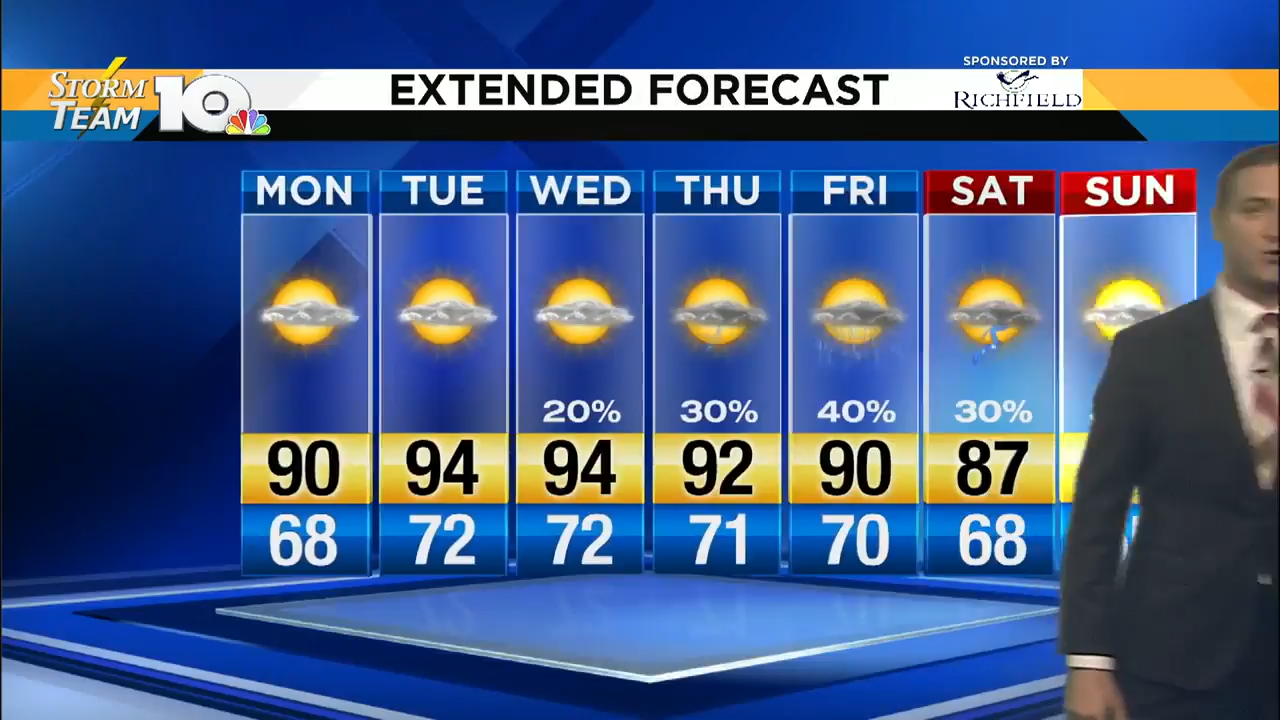 SPONSORED BY
STORM
TEAM 10
EXTENDED FORECAST
RICHFIELD
MON TUE WED THU FRI SAT SUN
20% 30% 40% 30%
90 94 94 92 90 87
68 72 72 71 70 68